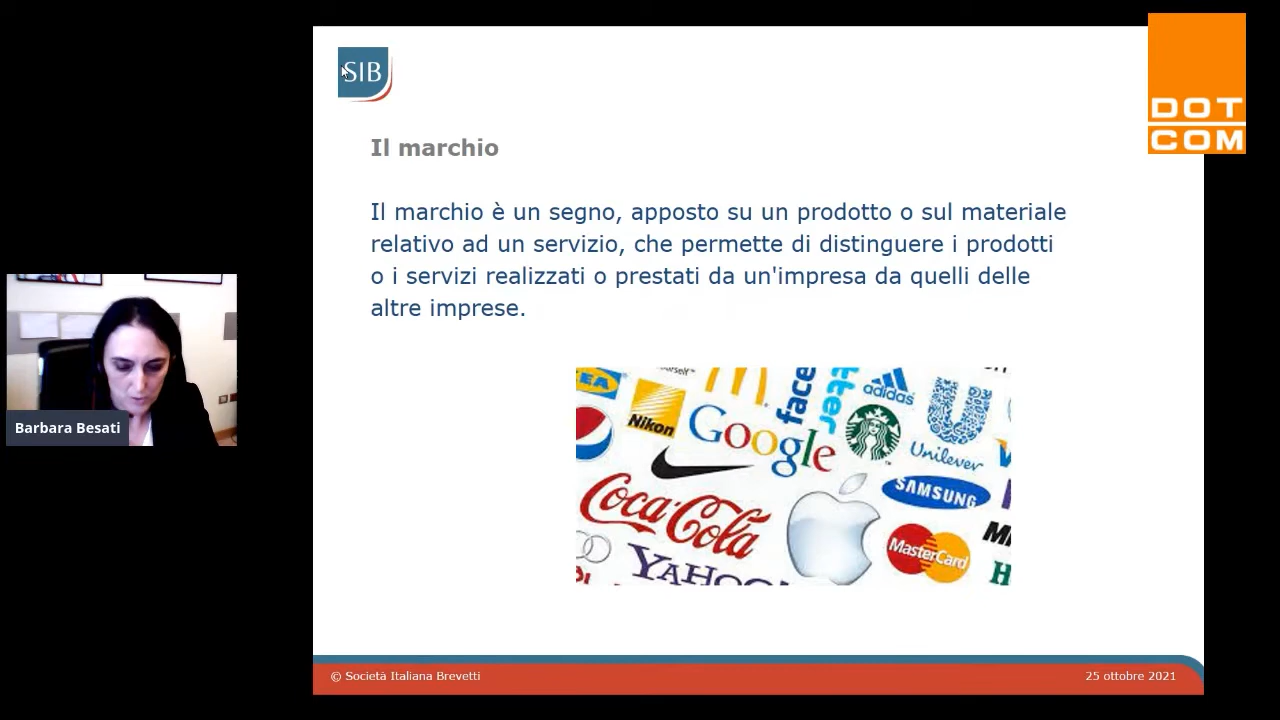 SIB
DOT
COM
Il marchio
Il marchio è un segno, apposto su un prodotto o sul materiale
relativo ad un servizio, che permette di distinguere i prodotti
o i servizi realizzati o prestati da un'impresa da quelli delle
altre imprese.
Barbara Besati
Nikon
Google
adidas
Unilever
SAMSUNG
Coca-Cola
MasterCard
© Società Italiana Brevetti
25 ottobre 2021